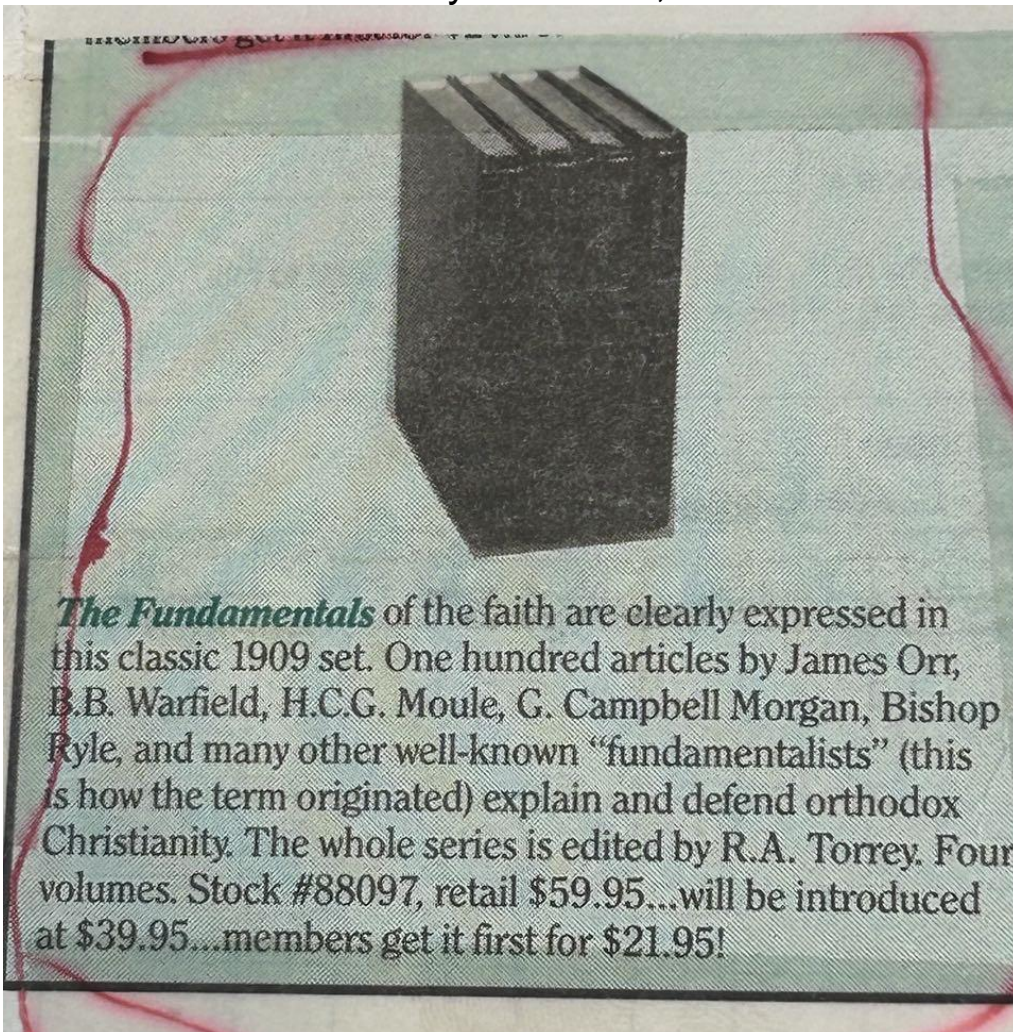 members get it
The Fundamentals of the faith are clearly expressed in
this classic 1909 set. One hundred articles by James Orr,
B.B. Warfield, H.C.G. Moule, G. Campbell Morgan, Bishop
Ryle, and many other well-known “fundamentalists” (this
is how the term originated) explain and defend orthodox
Christianity. The whole series is edited by R.A. Torrey. Four
volumes. Stock #88097, retail $59.95...will be introduced
at $39.95...members get it first for $21.95!